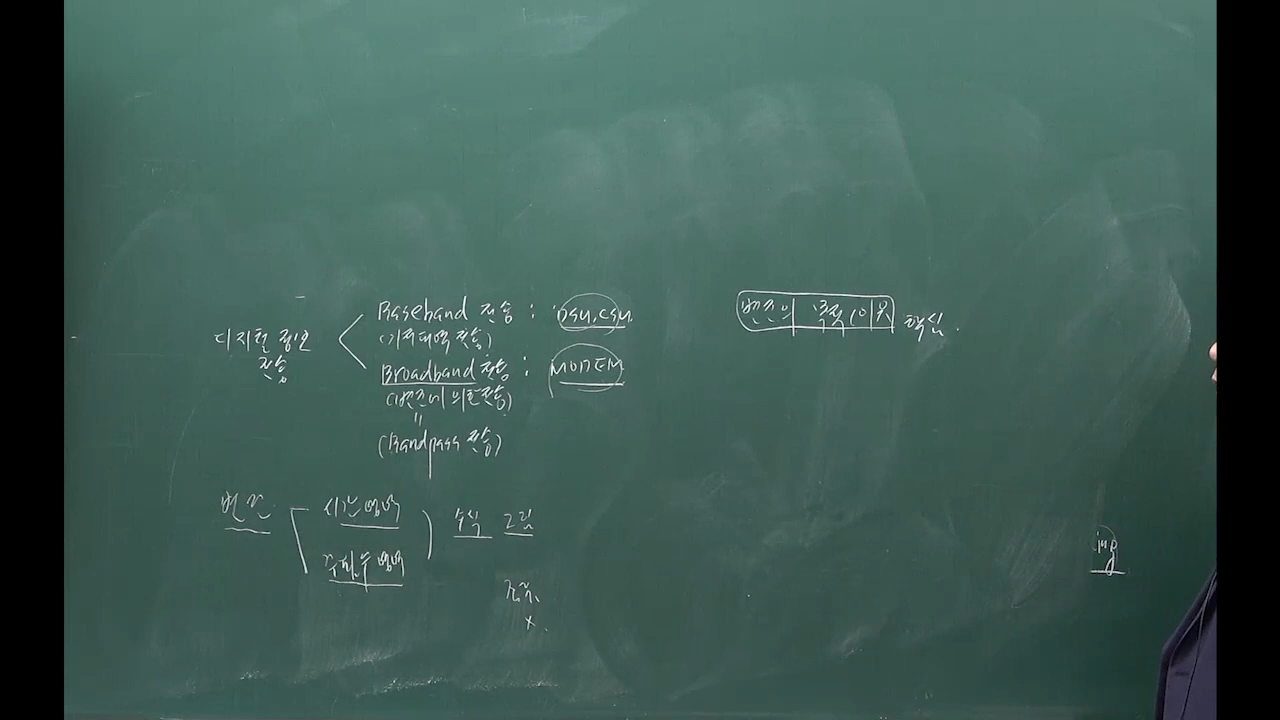 디지털 정보 전송
Baseband 전송 : DSU, CSU
(기저대역 전송)
Broadband 전송 : MODEM
(변조에 의한 전송)
=
(Bandpass 전송)
변조의 목적(이유) 핵심.
변조
시간영역
주파수영역
수식 그림
x.